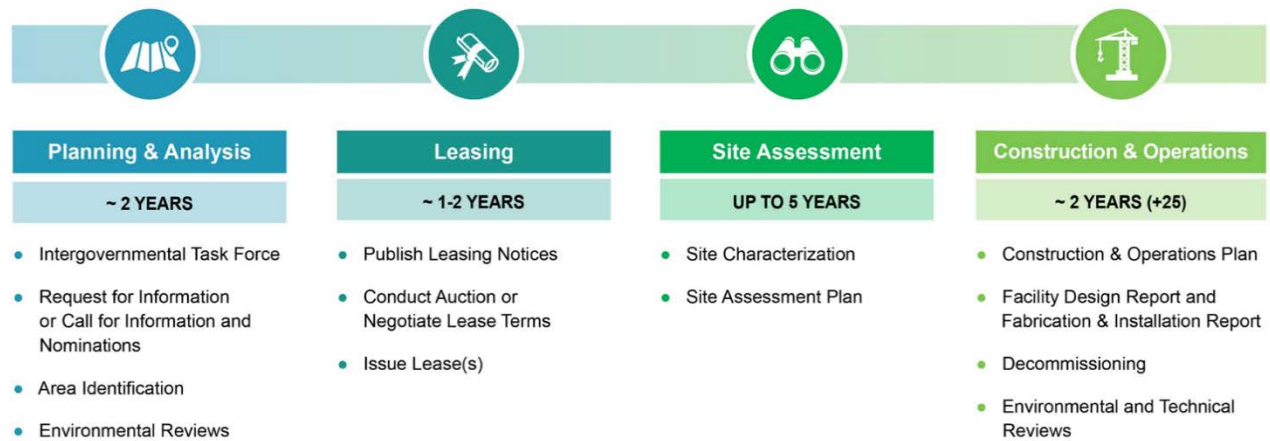 Planning & Analysis
~ 2 YEARS
• Intergovernmental Task Force
• Request for Information
or Call for Information and
Nominations
• Area Identification
• Environmental Reviews
Leasing
~ 1-2 YEARS
• Publish Leasing Notices
• Conduct Auction or
Negotiate Lease Terms
• Issue Lease(s)
Site Assessment
UP TO 5 YEARS
• Site Characterization
• Site Assessment Plan
Construction & Operations
~ 2 YEARS (+25)
• Construction & Operations Plan
• Facility Design Report and
Fabrication & Installation Report
• Decommissioning
• Environmental and Technical
Reviews